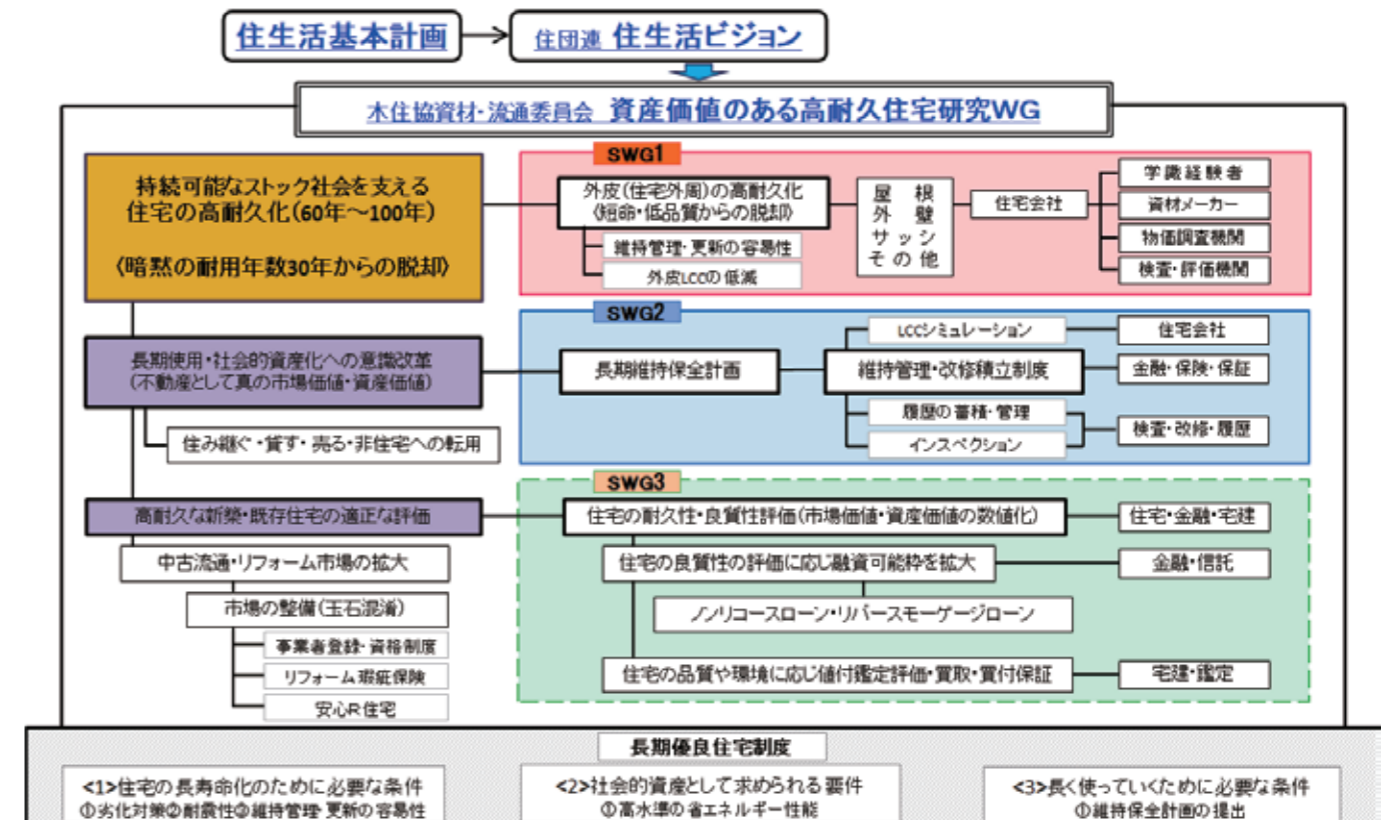 住生活基本計画
住団連 住生活ビジョン
木住協資材・流通委員会 資産価値のある高耐久住宅研究WG
持続可能なストック社会を支える
住宅の高耐久化(60年～100年)
〈暗黙の耐用年数30年からの脱却〉
SWG1
外皮(住宅外周)の高耐久化
〈短命・低品質からの脱却〉
維持管理・更新の容易性
外皮LCCの低減
屋根
外壁
サッシ
その他
住宅会社
学識経験者
資材メーカー
物価調査機関
検査・評価機関
長期使用・社会的資産化への意識改革
(不動産として真の市場価値・資産価値)
住み継ぐ・貸す・売る・非住宅への転用
SWG2
長期維持保全計画
LCCシミュレーション
維持管理・改修積立制度
履歴の蓄積・管理
インスペクション
住宅会社
金融・保険・保証
検査・改修・履歴
高耐久な新築・既存住宅の適正な評価
中古流通・リフォーム市場の拡大
市場の整備(玉石混淆)
事業者登録・資格制度
リフォーム瑕疵保険
安心R住宅
SWG3
住宅の耐久性・良質性評価(市場価値・資産価値の数値化)
住宅・金融・宅建
住宅の良質性の評価に応じ融資可能枠を拡大
金融・信託
ノンリコースローン・リバースモーゲージローン
住宅の品質や環境に応じ値付鑑定評価・買取・買付保証
宅建・鑑定
長期優良住宅制度
<1>住宅の長寿命化のために必要な条件
①劣化対策②耐震性③維持管理・更新の容易性
<2>社会的資産として求められる要件
①高水準の省エネルギー性能
<3>長く使っていくために必要な条件
①維持保全計画の提出